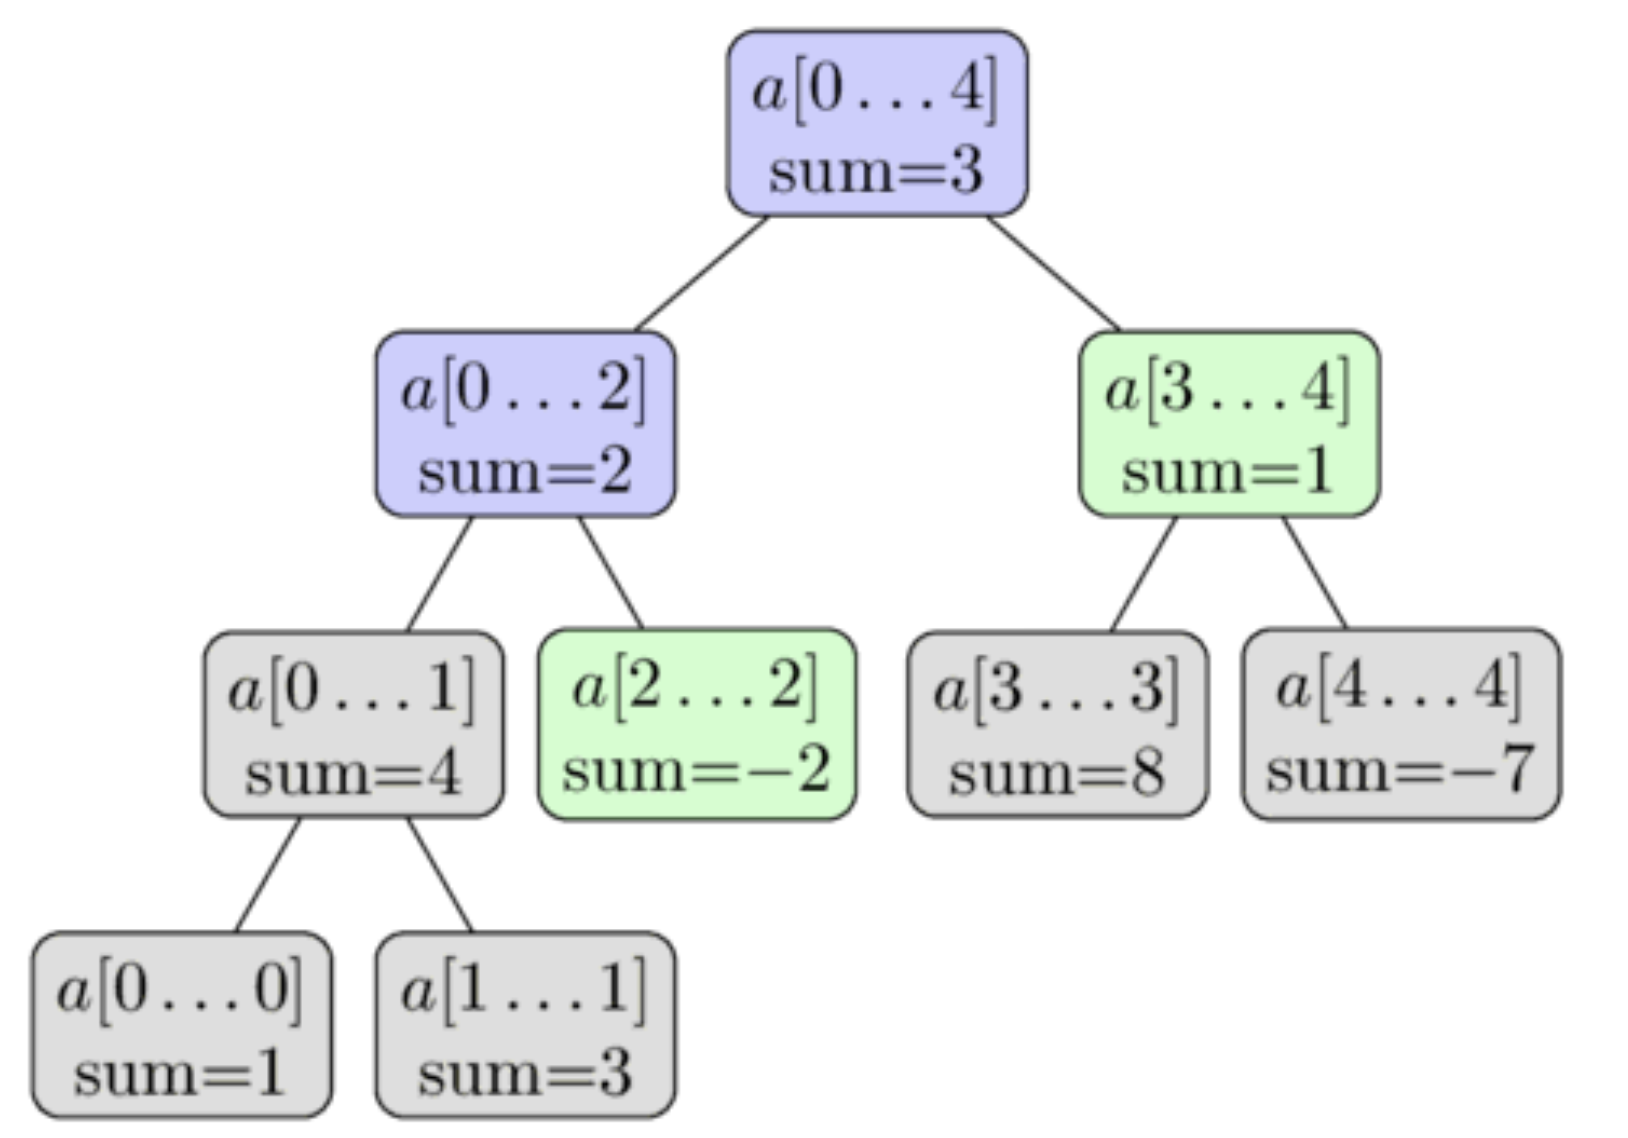 a[0 … 4]
sum=3
a[0 … 2]
sum=2
a[3 … 4]
sum=1
a[0 … 1]
sum=4
a[2 … 2]
sum=−2
a[3 … 3]
sum=8
a[4 … 4]
sum=−7
a[0 … 0]
sum=1
a[1 … 1]
sum=3